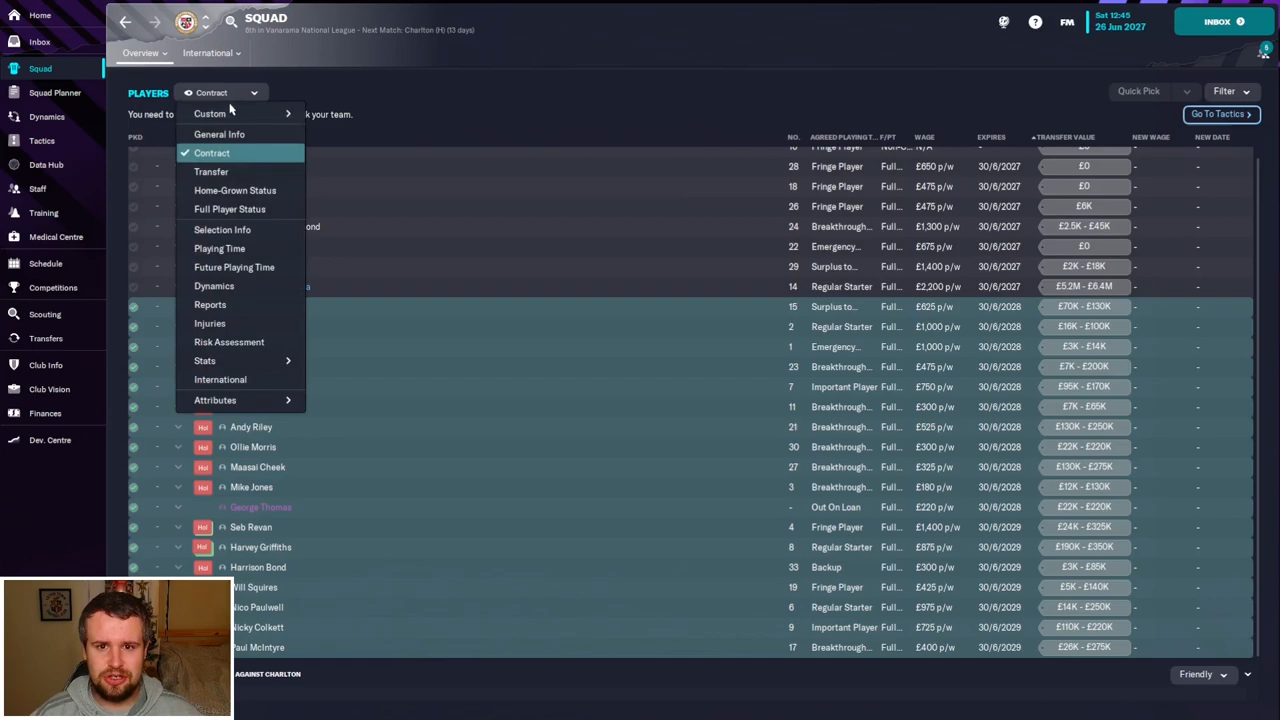 Home
SQUAD
6th in Vanarama National League - Next Match: Charlton (H) (13 days)
FM
Sat 12:45
26 Jun 2027
INBOX
Inbox
Squad
Overview
International
6
Squad Planner
PLAYERS
Contract
Quick Pick
Filter
Dynamics
You need to
Custom
k your team.
Go To Tactics >
Tactics
PKD
General Info
NO. AGREED PLAYING T... F/PT WAGE EXPIRES TRANSFER VALUE NEW WAGE NEW DATE
Contract
Data Hub
- 28 Fringe Player Full... £650 p/w 30/6/2027 £0 - -
Transfer
Staff
- 18 Fringe Player Full... £475 p/w 30/6/2027 £0 - -
Home-Grown Status
Training
- 26 Fringe Player Full... £475 p/w 30/6/2027 £6K - -
Full Player Status
Medical Centre
- ond 24 Breakthrough... Full... £1,300 p/w 30/6/2027 £2.5K - £45K - -
Selection Info
- 22 Emergency... Full... £675 p/w 30/6/2027 £0 - -
Playing Time
Schedule
- 29 Surplus to... Full... £1,400 p/w 30/6/2027 £2K - £18K - -
Future Playing Time
Competitions
- a 14 Regular Starter Full... £2,200 p/w 30/6/2027 £5.2M - £6.4M - -
Dynamics
Scouting
- 15 Surplus to... Full... £625 p/w 30/6/2028 £70K - £130K - -
Reports
Transfers
- 2 Regular Starter Full... £1,000 p/w 30/6/2028 £16K - £100K - -
Injuries
- 1 Emergency... Full... £1,000 p/w 30/6/2028 £3K - £14K - -
Risk Assessment
Club Info
- 23 Breakthrough... Full... £475 p/w 30/6/2028 £7K - £200K - -
Stats
Club Vision
- 7 Important Player Full... £750 p/w 30/6/2028 £95K - £170K - -
International
Finances
- 11 Breakthrough... Full... £300 p/w 30/6/2028 £7K - £65K - -
Attributes
- Hol Andy Riley 21 Breakthrough... Full... £525 p/w 30/6/2028 £130K - £250K - -
Dev. Centre
- Hol Ollie Morris 30 Breakthrough... Full... £300 p/w 30/6/2028 £22K - £220K - -
- Hol Maasai Cheek 27 Breakthrough... Full... £325 p/w 30/6/2028 £130K - £275K - -
- Hol Mike Jones 3 Breakthrough... Full... £180 p/w 30/6/2028 £12K - £130K - -
- George Thomas - Out On Loan Full... £220 p/w 30/6/2028 £22K - £220K - -
- Hol Seb Revan 4 Fringe Player Full... £1,400 p/w 30/6/2029 £24K - £325K - -
- Hol Harvey Griffiths 8 Regular Starter Full... £875 p/w 30/6/2029 £190K - £350K - -
- Hol Harrison Bond 33 Backup Full... £300 p/w 30/6/2029 £3K - £85K - -
Will Squires 19 Fringe Player Full... £425 p/w 30/6/2029 £5K - £140K - -
Nico Paulwell 6 Regular Starter Full... £975 p/w 30/6/2029 £14K - £250K - -
Nicky Colkett 9 Important Player Full... £725 p/w 30/6/2029 £110K - £220K - -
Paul McIntyre 17 Breakthrough... Full... £400 p/w 30/6/2029 £26K - £275K - -
AGAINST CHARLTON
Friendly